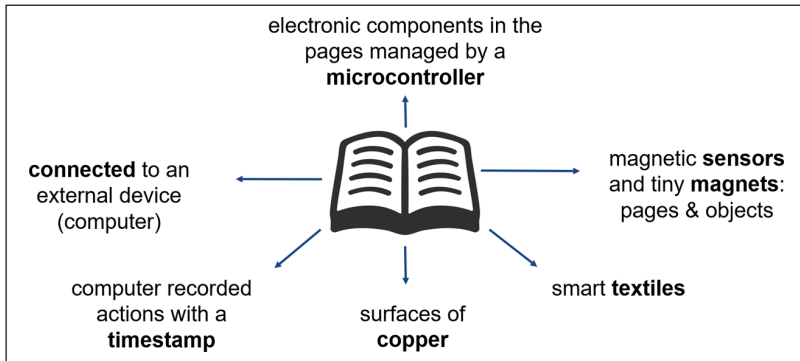 electronic components in the
pages managed by a
microcontroller
connected to an
external device
(computer)
magnetic sensors
and tiny magnets:
pages & objects
computer recorded
actions with a
timestamp
surfaces of
copper
smart textiles